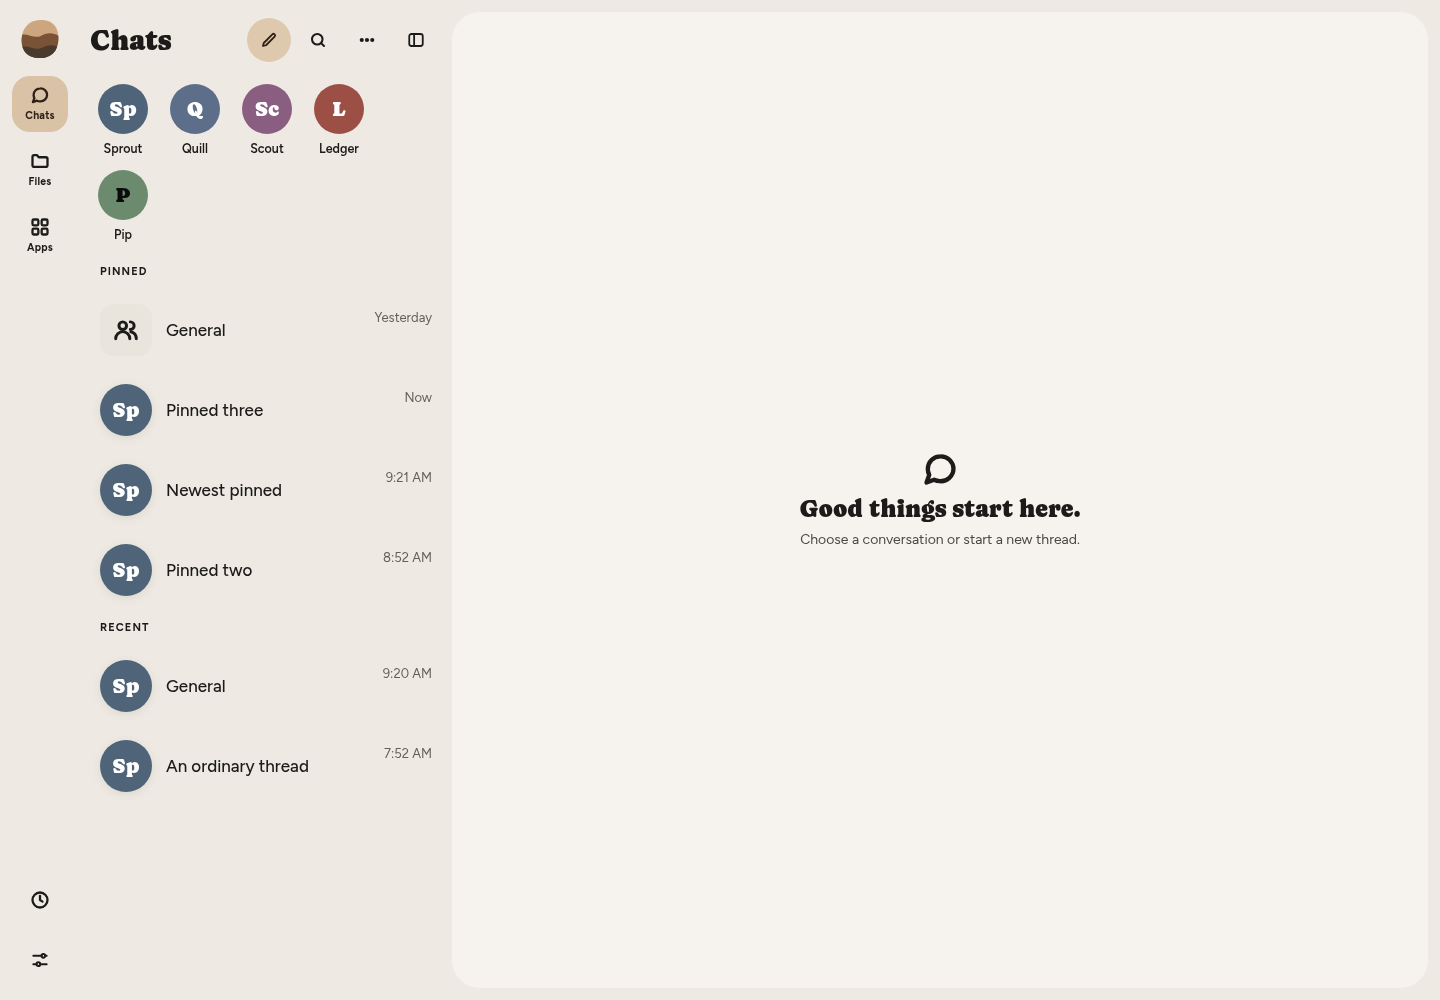 Chats
Chats
Files
Apps
Sp
Q
Sc
L
Sprout
Quill
Scout
Ledger
P
Pip
PINNED
General
Yesterday
Sp
Pinned three
Now
Sp
Newest pinned
9:21 AM
Sp
Pinned two
8:52 AM
RECENT
Sp
General
9:20 AM
Sp
An ordinary thread
7:52 AM
Good things start here.
Choose a conversation or start a new thread.